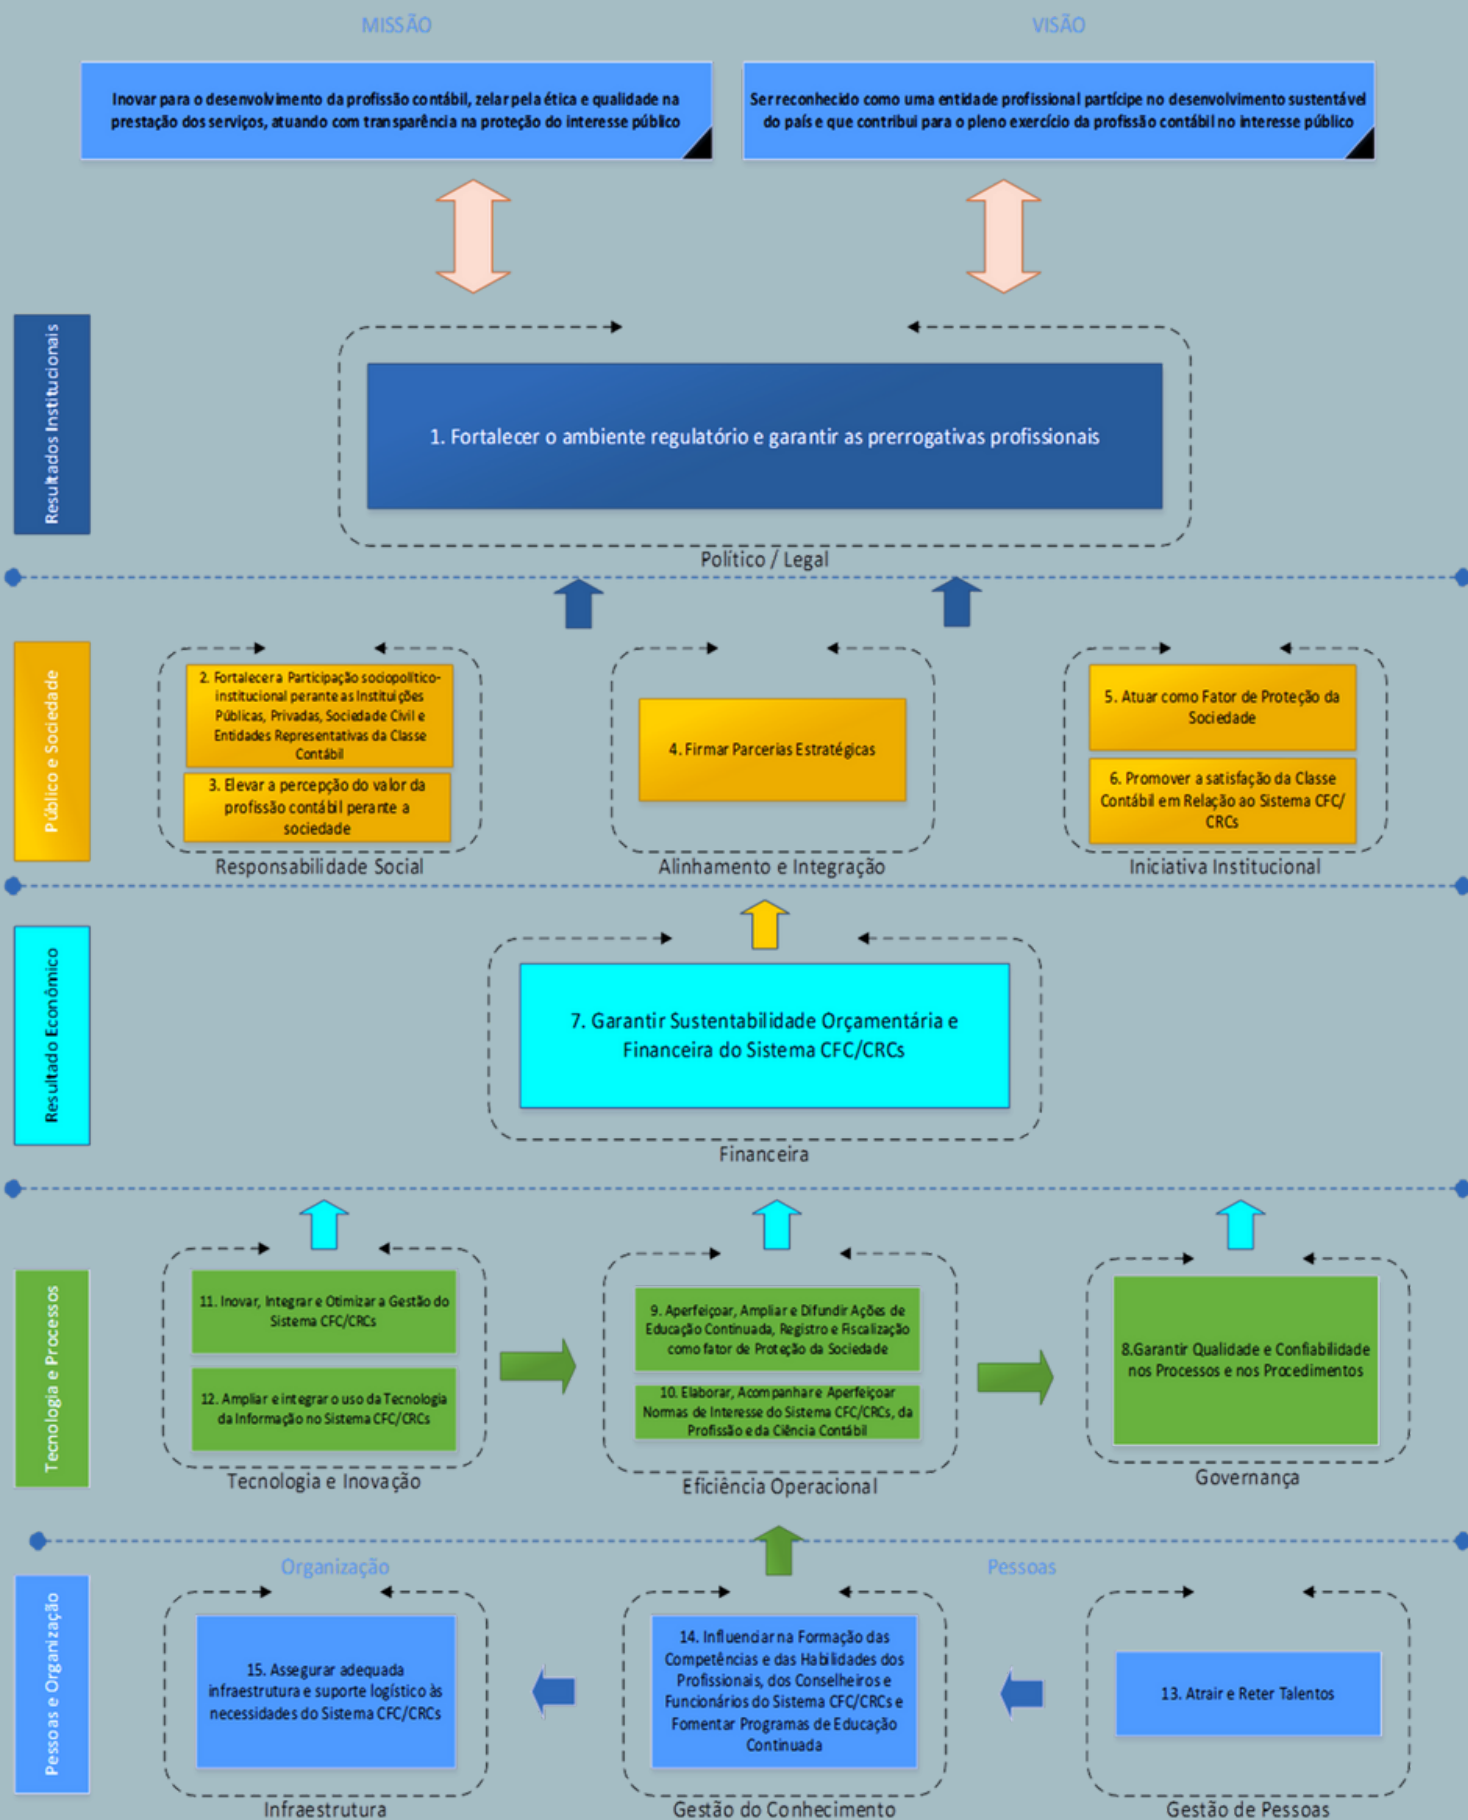 MISSÃO
VISÃO
Inovar para o desenvolvimento da profissão contábil, zelar pela ética e qualidade na
prestação dos serviços, atuando com transparência na proteção do interesse público
Ser reconhecido como uma entidade profissional partícipe no desenvolvimento sustentável
do país e que contribui para o pleno exercício da profissão contábil no interesse público
Resultados Institucionais
1. Fortalecer o ambiente regulatório e garantir as prerrogativas profissionais
Político / Legal
Público e Sociedade
2. Fortalecer a Participação sociopolítico-
institucional perante as Instituições
Públicas, Privadas, Sociedade Civil e
Entidades Representativas da Classe
Contábil
3. Elevar a percepção do valor da
profissão contábil perante a
sociedade
Responsabilidade Social
4. Firmar Parcerias Estratégicas
Alinhamento e Integração
5. Atuar como Fator de Proteção da
Sociedade
6. Promover a satisfação da Classe
Contábil em Relação ao Sistema CFC/
CRCs
Iniciativa Institucional
Resultado Econômico
7. Garantir Sustentabilidade Orçamentária e
Financeira do Sistema CFC/CRCs
Financeira
Tecnologia e Processos
11. Inovar, Integrar e Otimizar a Gestão do
Sistema CFC/CRCs
12. Ampliar e integrar o uso da Tecnologia
da Informação no Sistema CFC/CRCs
Tecnologia e Inovação
9. Aperfeiçoar, Ampliar e Difundir Ações de
Educação Continuada, Registro e Fiscalização
como fator de Proteção da Sociedade
10. Elaborar, Acompanhar e Aperfeiçoar
Normas de Interesse do Sistema CFC/CRCs, da
Profissão e da Ciência Contábil
Eficiência Operacional
8.Garantir Qualidade e Confiabilidade
nos Processos e nos Procedimentos
Governança
Pessoas e Organização
Organização
Pessoas
15. Assegurar adequada
infraestrutura e suporte logístico às
necessidades do Sistema CFC/CRCs
Infraestrutura
14. Influenciar na Formação das
Competências e das Habilidades dos
Profissionais, dos Conselheiros e
Funcionários do Sistema CFC/CRCs e
Fomentar Programas de Educação
Continuada
Gestão do Conhecimento
13. Atrair e Reter Talentos
Gestão de Pessoas